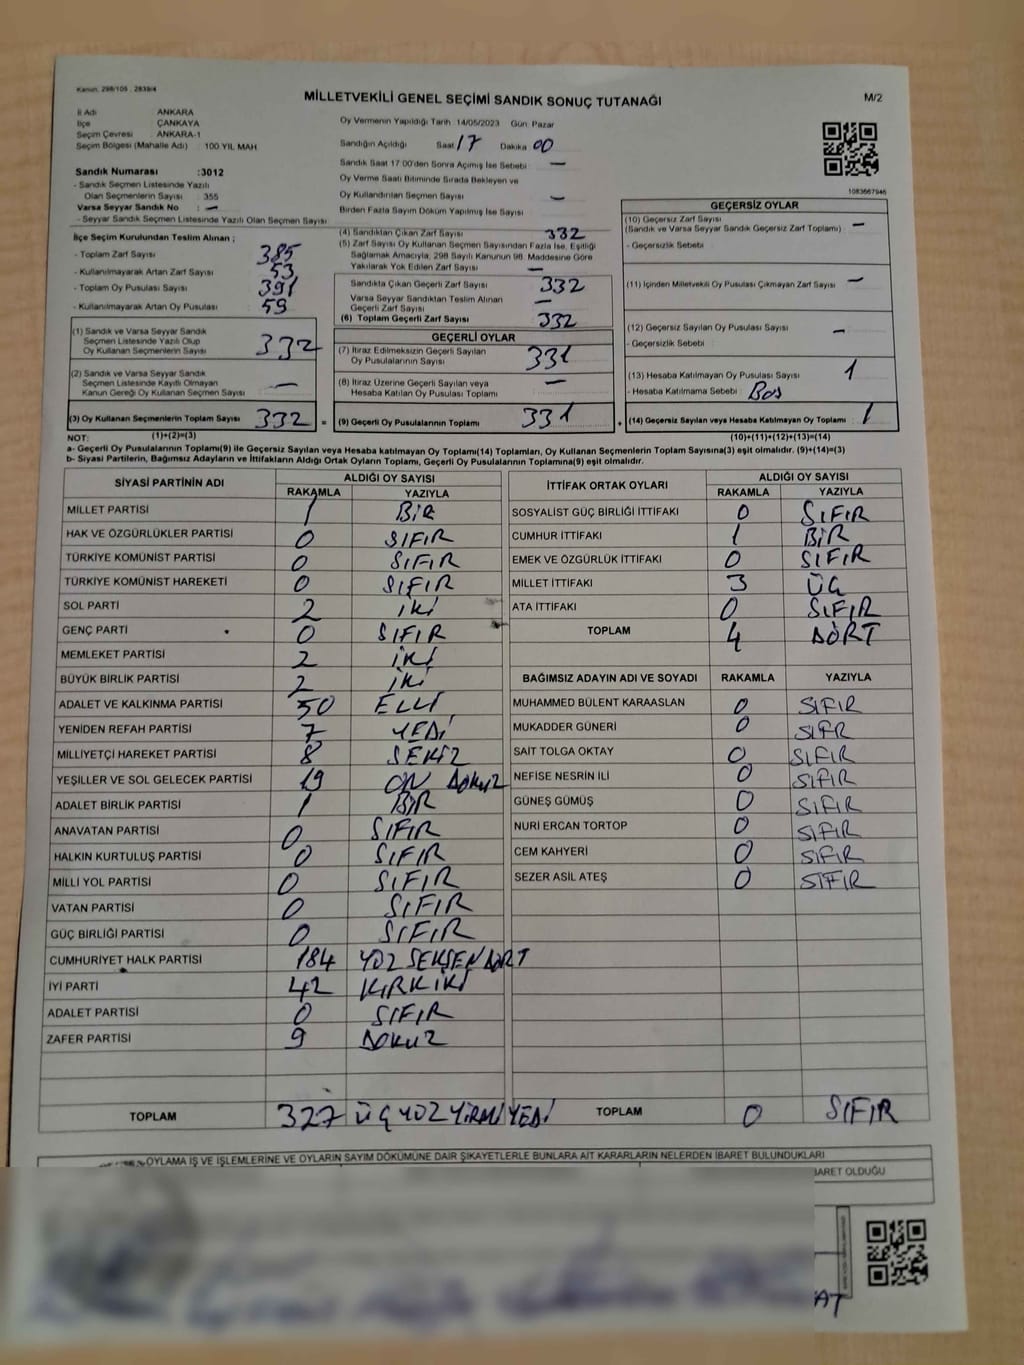 Kanun, 298/105 , 2839/4
MİLLETVEKİLİ GENEL SEÇİMİ SANDIK SONUÇ TUTANAĞI
M/2
İl Adı ANKARA
İlçe ÇANKAYA
Seçim Çevresi ANKARA-1
Seçim Bölgesi (Mahalle Adı) : 100.YIL MAH
Oy Vermenin Yapıldığı Tarih 14/05/2023 Gün: Pazar
Sandığın Açıldığı Saat 17 Dakika 00
Sandık Saat 17:00'den Sonra Açılmış İse Sebebi —
Oy Verme Saati Bitiminde Sırada Bekleyen ve
Oy Kullandırılan Seçmen Sayısı —
Birden Fazla Sayım Döküm Yapılmış İse Sayısı
1083667946
Sandık Numarası :3012
- Sandık Seçmen Listesinde Yazılı
Olan Seçmenlerin Sayısı : 355
Varsa Seyyar Sandık No : —
- Seyyar Sandık Seçmen Listesinde Yazılı Olan Seçmen Sayısı
İlçe Seçim Kurulundan Teslim Alınan ;
- Toplam Zarf Sayısı 385
- Kullanılmayarak Artan Zarf Sayısı 53
- Toplam Oy Pusulası Sayısı 391
- Kullanılmayarak Artan Oy Pusulası 59
(1) Sandık ve Varsa Seyyar Sandık
Seçmen Listesinde Yazılı Olup
Oy Kullanan Seçmenlerin Sayısı 332
(2) Sandık ve Varsa Seyyar Sandık
Seçmen Listesinde Kayıtlı Olmayan
Kanun Gereği Oy Kullanan Seçmen Sayısı —
(3) Oy Kullanan Seçmenlerin Toplam Sayısı 332 =
(1)+(2)=(3)
(4) Sandıktan Çıkan Zarf Sayısı 332
(5) Zarf Sayısı Oy Kullanan Seçmen Sayısından Fazla İse, Eşitliği
Sağlamak Amacıyla, 298 Sayılı Kanunun 98. Maddesine Göre
Yakılarak Yok Edilen Zarf Sayısı —
Sandıkta Çıkan Geçerli Zarf Sayısı 332
Varsa Seyyar Sandıktan Teslim Alınan
Geçerli Zarf Sayısı —
(6) Toplam Geçerli Zarf Sayısı 332
GEÇERLİ OYLAR
(7) İtiraz Edilmeksizin Geçerli Sayılan
Oy Pusulalarının Sayısı 331
(8) İtiraz Üzerine Geçerli Sayılan veya
Hesaba Katılan Oy Pusulası Toplamı —
(9) Geçerli Oy Pusulalarının Toplamı 331 +
GEÇERSİZ OYLAR
(10) Geçersiz Zarf Sayısı
(Sandık ve Varsa Seyyar Sandık Geçersiz Zarf Toplamı) —
- Geçersizlik Sebebi
(11) İçinden Milletvekili Oy Pusulası Çıkmayan Zarf Sayısı —
(12) Geçersiz Sayılan Oy Pusulası Sayısı —
- Geçersizlik Sebebi
(13) Hesaba Katılmayan Oy Pusulası Sayısı 1
- Hesaba Katılmama Sebebi Boş
(14) Geçersiz Sayılan veya Hesaba Katılmayan Oy Toplamı 1
(10)+(11)+(12)+(13)=(14)
NOT:
a- Geçerli Oy Pusulalarının Toplamı(9) ile Geçersiz Sayılan veya Hesaba katılmayan Oy Toplamı(14) Toplamları, Oy Kullanan Seçmenlerin Toplam Sayısına(3) eşit olmalıdır. (9)+(14)=(3)
b- Siyasi Partilerin, Bağımsız Adayların ve İttifakların Aldığı Ortak Oyların Toplamı, Geçerli Oy Pusulalarının Toplamına(9) eşit olmalıdır.
SİYASİ PARTİNİN ADI ALDIĞI OY SAYISI
RAKAMLA YAZIYLA
MİLLET PARTİSİ 1 BİR
HAK VE ÖZGÜRLÜKLER PARTİSİ 0 SIFIR
TÜRKİYE KOMÜNİST PARTİSİ 0 SIFIR
TÜRKİYE KOMÜNİST HAREKETİ 0 SIFIR
SOL PARTİ 2 İKİ
GENÇ PARTİ 0 SIFIR
MEMLEKET PARTİSİ 2 İKİ
BÜYÜK BİRLİK PARTİSİ 2 İKİ
ADALET VE KALKINMA PARTİSİ 50 ELLİ
YENİDEN REFAH PARTİSİ 7 YEDİ
MİLLİYETÇİ HAREKET PARTİSİ 8 SEKİZ
YEŞİLLER VE SOL GELECEK PARTİSİ 19 ON DOKUZ
ADALET BİRLİK PARTİSİ 1 BİR
ANAVATAN PARTİSİ 0 SIFIR
HALKIN KURTULUŞ PARTİSİ 0 SIFIR
MİLLİ YOL PARTİSİ 0 SIFIR
VATAN PARTİSİ 0 SIFIR
GÜÇ BİRLİĞİ PARTİSİ 0 SIFIR
CUMHURİYET HALK PARTİSİ 184 YÜZ SEKSEN DÖRT
İYİ PARTİ 42 KIRK İKİ
ADALET PARTİSİ 0 SIFIR
ZAFER PARTİSİ 9 DOKUZ
TOPLAM 327 ÜÇ YÜZ YİRMİ YEDİ
İTTİFAK ORTAK OYLARI ALDIĞI OY SAYISI
RAKAMLA YAZIYLA
SOSYALİST GÜÇ BİRLİĞİ İTTİFAKI 0 SIFIR
CUMHUR İTTİFAKI 1 BİR
EMEK VE ÖZGÜRLÜK İTTİFAKI 0 SIFIR
MİLLET İTTİFAKI 3 ÜÇ
ATA İTTİFAKI 0 SIFIR
TOPLAM 4 DÖRT
BAĞIMSIZ ADAYIN ADI VE SOYADI RAKAMLA YAZIYLA
MUHAMMED BÜLENT KARAASLAN 0 SIFIR
MUKADDER GÜNERİ 0 SIFR
SAİT TOLGA OKTAY 0 SIFIR
NEFİSE NESRİN İLİ 0 SIFIR
GÜNEŞ GÜMÜŞ 0 SIFIR
NURİ ERCAN TORTOP 0 SIFIR
CEM KAHYERİ 0 SIFIR
SEZER ASİL ATEŞ 0 SIFIR
TOPLAM 0 SIFIR
OYLAMA İŞ VE İŞLEMLERİNE VE OYLARIN SAYIM DÖKÜMÜNE DAİR ŞİKAYETLERLE BUNLARA AİT KARARLARIN NELERDEN İBARET BULUNDUKLARI
BARET OLDUĞU